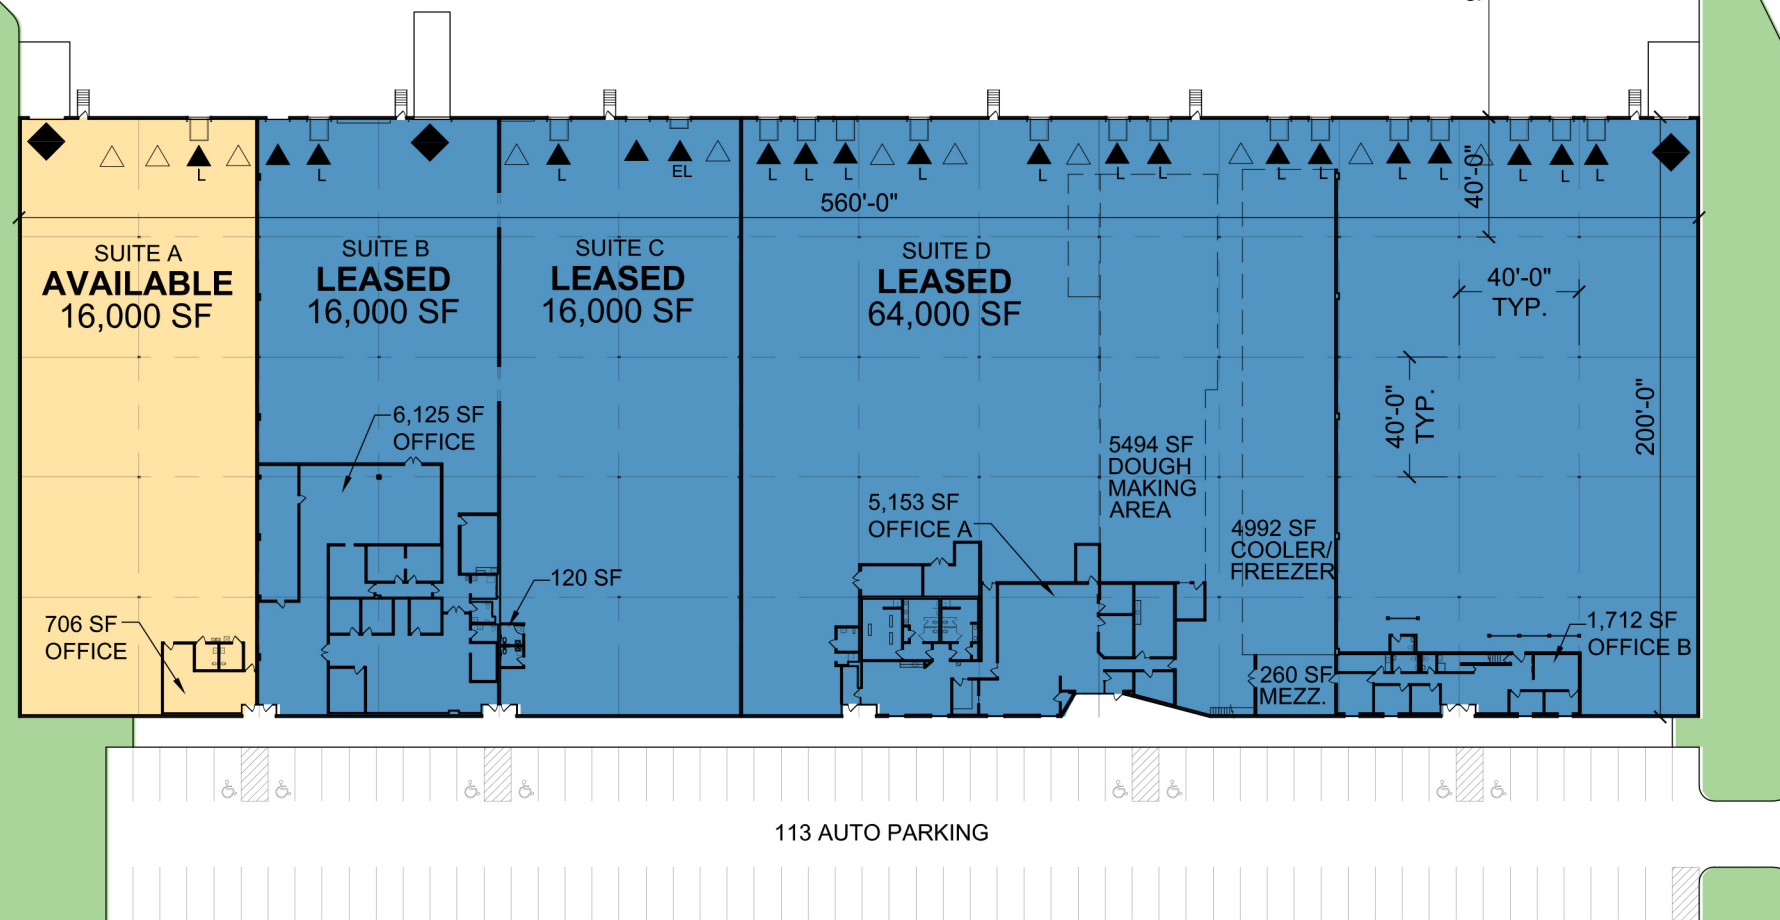 L
L
L
EL
L
L
L
L
L
L
L
L
L
L
L
L
L
L
40'-0"
560'-0"
SUITE A
AVAILABLE
16,000 SF
SUITE B
LEASED
16,000 SF
SUITE C
LEASED
16,000 SF
SUITE D
LEASED
64,000 SF
40'-0"
TYP.
40'-0"
TYP.
200'-0"
6,125 SF
OFFICE
5494 SF
DOUGH
MAKING
AREA
5,153 SF
OFFICE A
4992 SF
COOLER/
FREEZER
120 SF
706 SF
OFFICE
1,712 SF
OFFICE B
260 SF
MEZZ.
113 AUTO PARKING